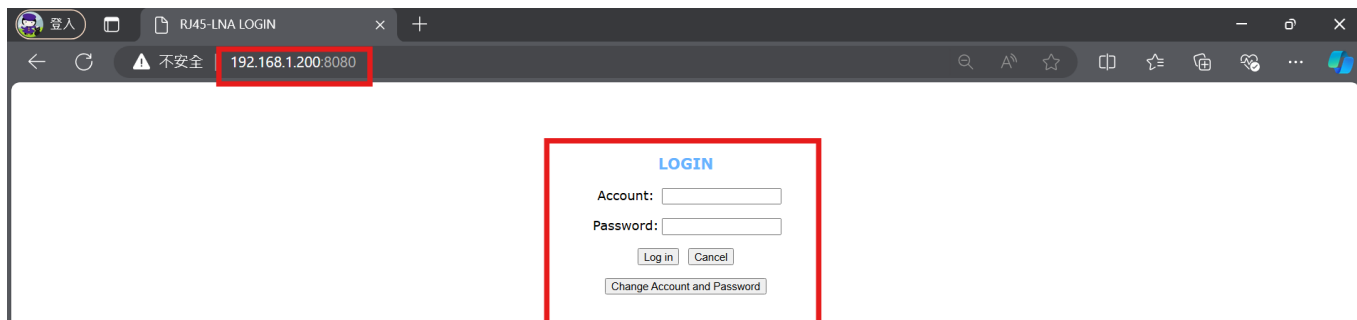 登入
RJ45-LNA LOGIN
不安全
192.168.1.200:8080
LOGIN
Account:
Password:
Log in Cancel
Change Account and Password